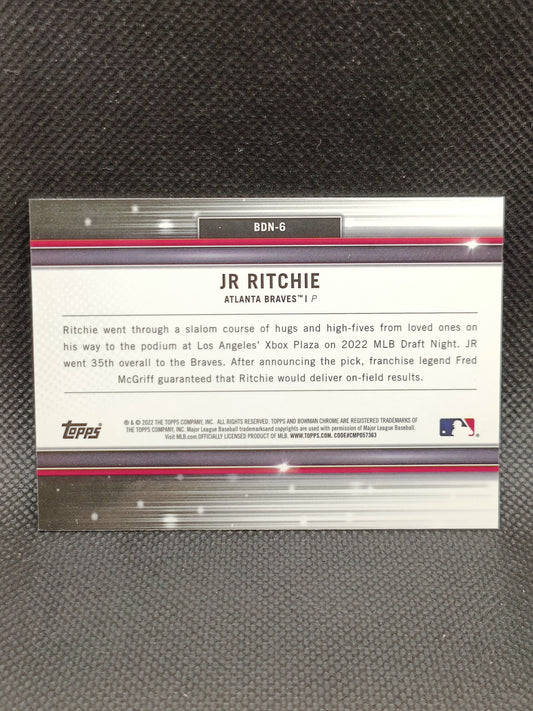 BDN-6
JR RITCHIE
ATLANTA BRAVES™ | P
Ritchie went through a slalom course of hugs and high-fives from loved ones on
his way to the podium at Los Angeles' Xbox Plaza on 2022 MLB Draft Night. JR
went 35th overall to the Braves. After announcing the pick, franchise legend Fred
McGriff guaranteed that Ritchie would deliver on-field results.
topps
® & © 2022 THE TOPPS COMPANY, INC. ALL RIGHTS RESERVED. TOPPS AND BOWMAN CHROME ARE REGISTERED TRADEMARKS OF
THE TOPPS COMPANY, INC. Major League Baseball trademarksand copyrights are used with permission of Major League Baseball.
Visit MLB.com.OFFICIALLY LICENSED PRODUCT OF MLB. WWW.TOPPS.COM. CODE#CMP057363